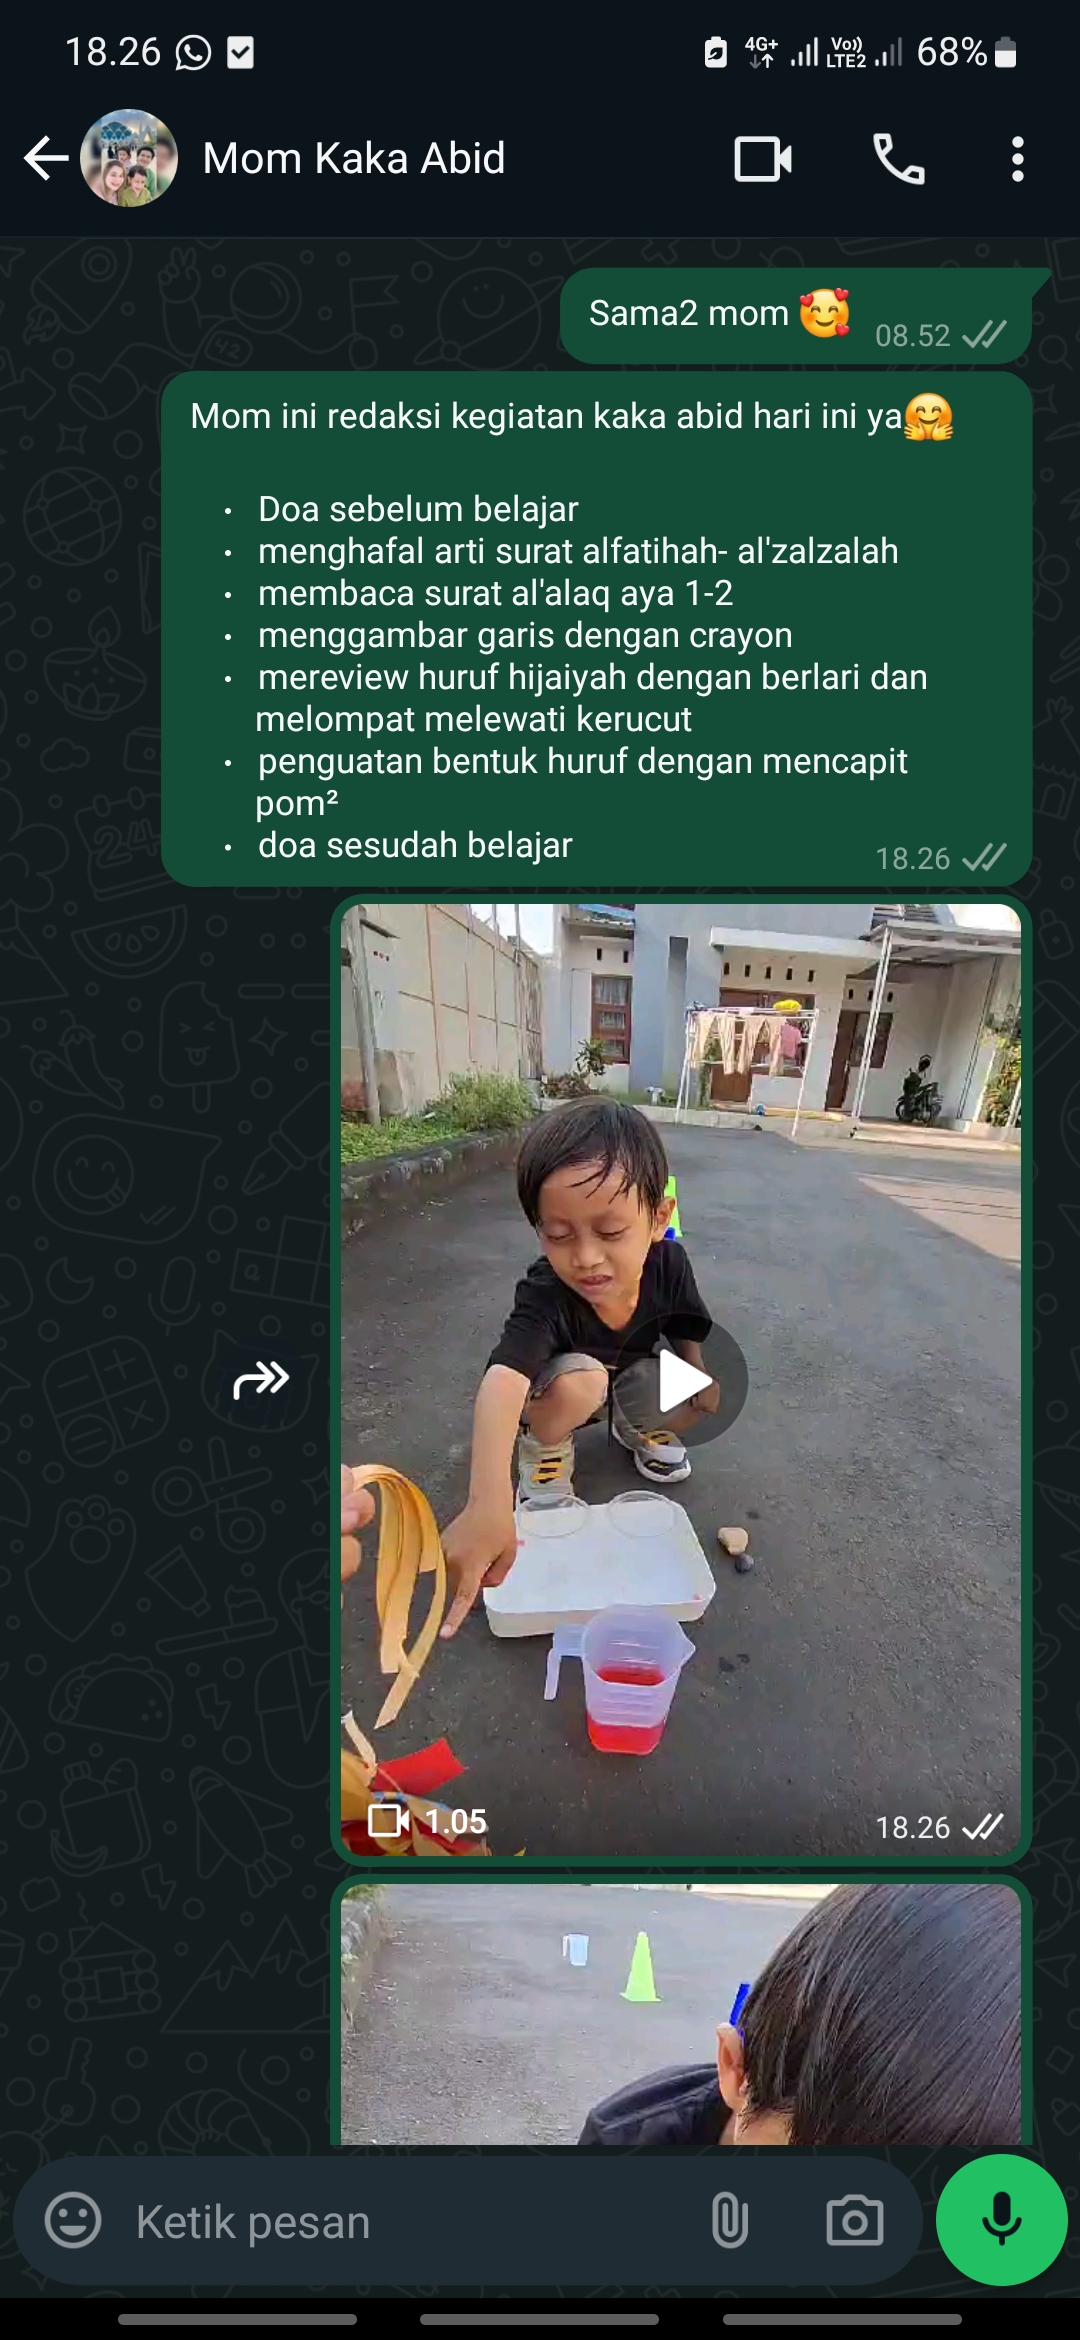 18.26
4G+ Vo)) LTE2 68%
Mom Kaka Abid
Sama2 mom 🥰 08.52
Mom ini redaksi kegiatan kaka abid hari ini ya🤗
• Doa sebelum belajar
• menghafal arti surat alfatihah- al'zalzalah
• membaca surat al'alaq aya 1-2
• menggambar garis dengan crayon
• mereview huruf hijaiyah dengan berlari dan
melompat melewati kerucut
• penguatan bentuk huruf dengan mencapit
pom²
• doa sesudah belajar
18.26
1.05 18.26
Ketik pesan